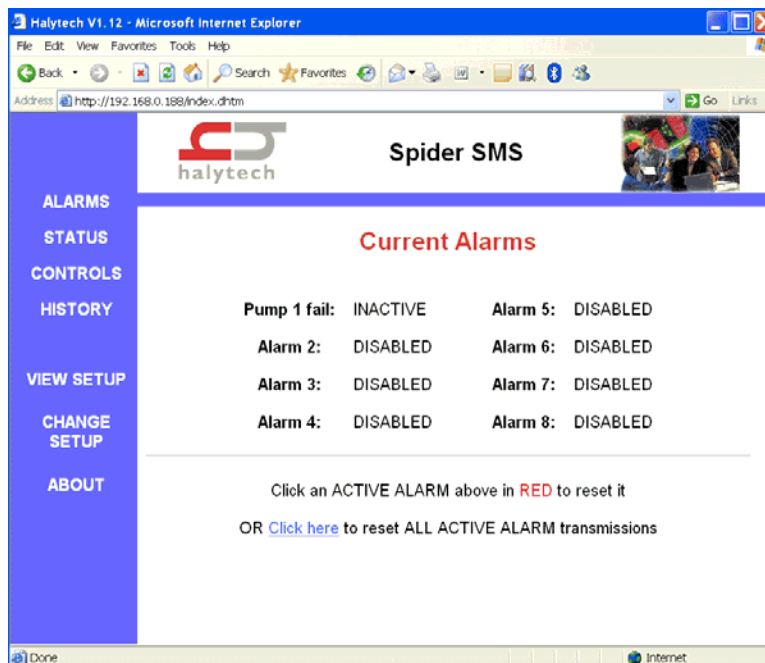 Halytech V1.12 - Microsoft Internet Explorer
File Edit View Favorites Tools Help
Back Search Favorites
Address http://192.168.0.188/index.dhtm Go Links
halytech
Spider SMS
ALARMS
STATUS
CONTROLS
HISTORY
VIEW SETUP
CHANGE
SETUP
ABOUT
Current Alarms
Pump 1 fail: INACTIVE Alarm 5: DISABLED
Alarm 2: DISABLED Alarm 6: DISABLED
Alarm 3: DISABLED Alarm 7: DISABLED
Alarm 4: DISABLED Alarm 8: DISABLED
Click an ACTIVE ALARM above in RED to reset it
OR Click here to reset ALL ACTIVE ALARM transmissions
Done Internet